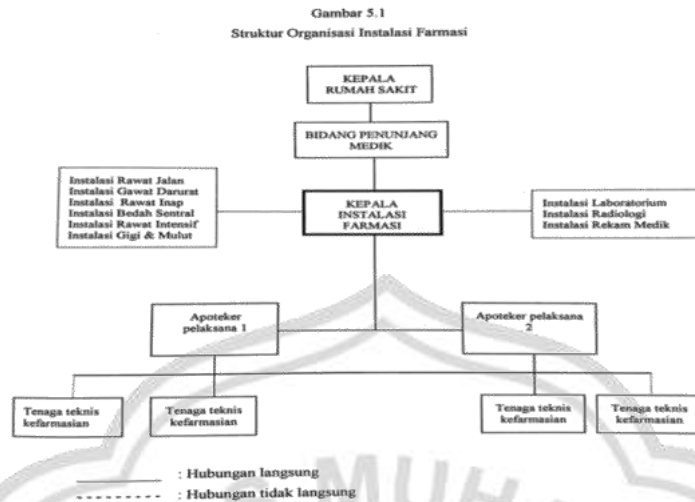 Gambar 5.1
Struktur Organisasi Instalasi Farmasi
KEPALA
RUMAH SAKIT
BIDANG PENUNJANG
MEDIK
Instalasi Rawat Jalan
Instalasi Gawat Darurat
Instalasi Rawat Inap
Instalasi Bedah Sentral
Instalasi Rawat Intensif
Instalasi Gigi & Mulut
KEPALA
INSTALASI
FARMASI
Instalasi Laboratorium
Instalasi Radiologi
Instalasi Rekam Medik
Apoteker
pelaksana 1
Apoteker pelaksana
2
Tenaga teknis
kefarmasian
Tenaga teknis
kefarmasian
Tenaga teknis
kefarmasian
Tenaga teknis
kefarmasian
: Hubungan langsung
: Hubungan tidak langsung